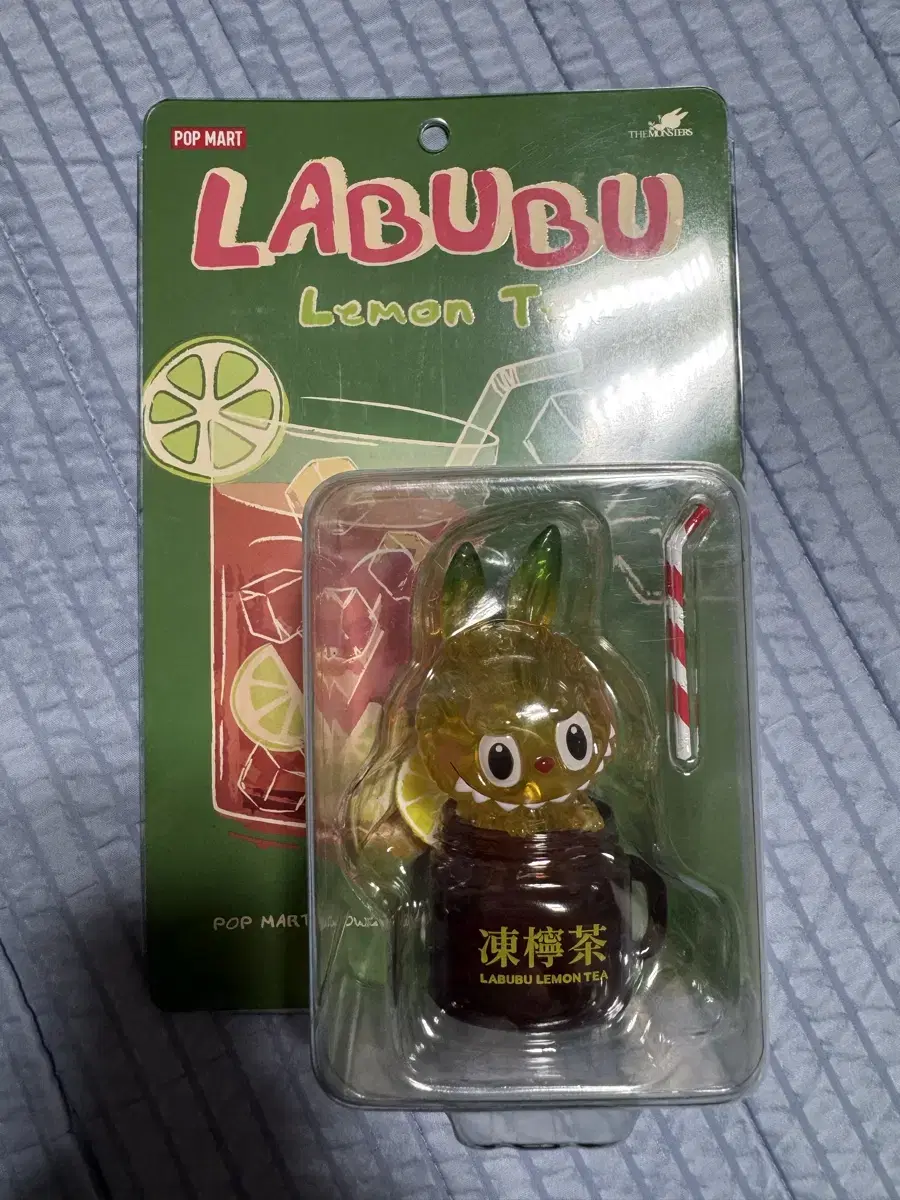 POP MART
THE MONSTERS
LABUBU
Lemon
POP MART
凍檸茶
LABUBU LEMON TEA